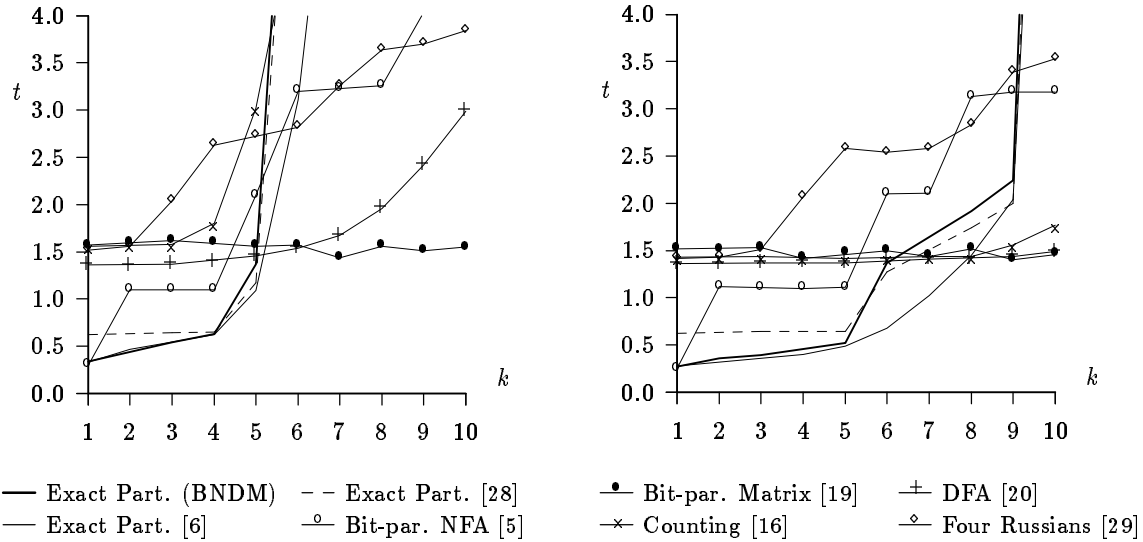 4.0
3.5
t
3.0
2.5
2.0
1.5
1.0
0.5
0.0
k
1 2 3 4 5 6 7 8 9 10
4.0
3.5
t
3.0
2.5
2.0
1.5
1.0
0.5
0.0
k
1 2 3 4 5 6 7 8 9 10
Exact Part. (BNDM) Exact Part. [28] Bit-par. Matrix [19] DFA [20]
Exact Part. [6] Bit-par. NFA [5] Counting [16] Four Russians [29]